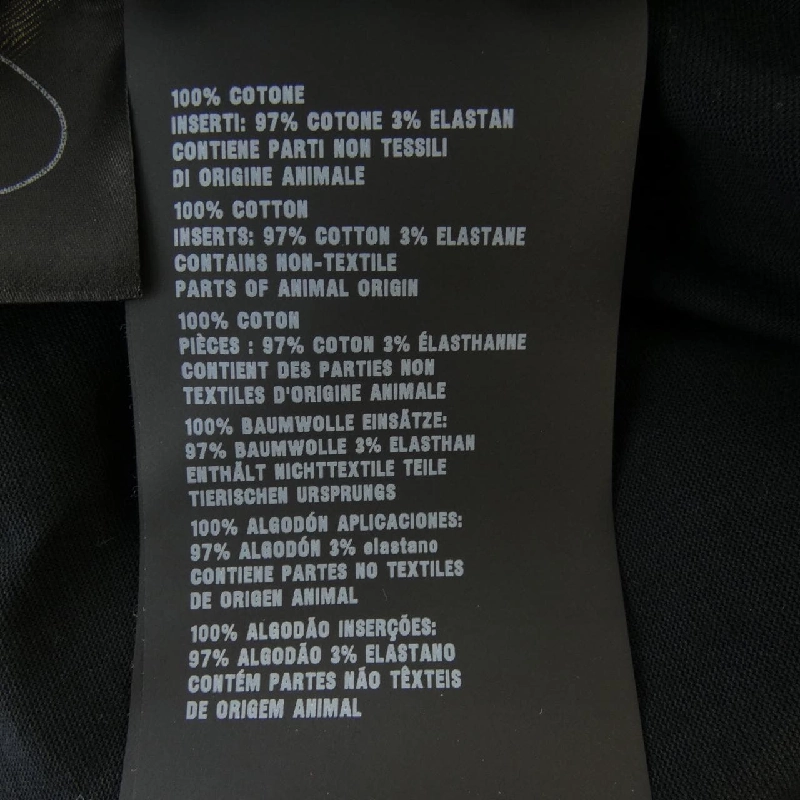 100% COTONE
INSERTI: 97% COTONE 3% ELASTAN
CONTIENE PARTI NON TESSILI
DI ORIGINE ANIMALE
100% COTTON
INSERTS: 97% COTTON 3% ELASTANE
CONTAINS NON-TEXTILE
PARTS OF ANIMAL ORIGIN
100% COTON
PIÈCES : 97% COTON 3% ÉLASTHANNE
CONTIENT DES PARTIES NON
TEXTILES D'ORIGINE ANIMALE
100% BAUMWOLLE EINSÄTZE:
97% BAUMWOLLE 3% ELASTHAN
ENTHÄLT NICHTTEXTILE TEILE
TIERISCHEN URSPRUNGS
100% ALGODÓN APLICACIONES:
97% ALGODÓN 3% elastano
CONTIENE PARTES NO TEXTILES
DE ORIGEN ANIMAL
100% ALGODÃO INSERÇÕES:
97% ALGODÃO 3% ELASTANO
CONTÉM PARTES NÃO TÊXTEIS
DE ORIGEM ANIMAL